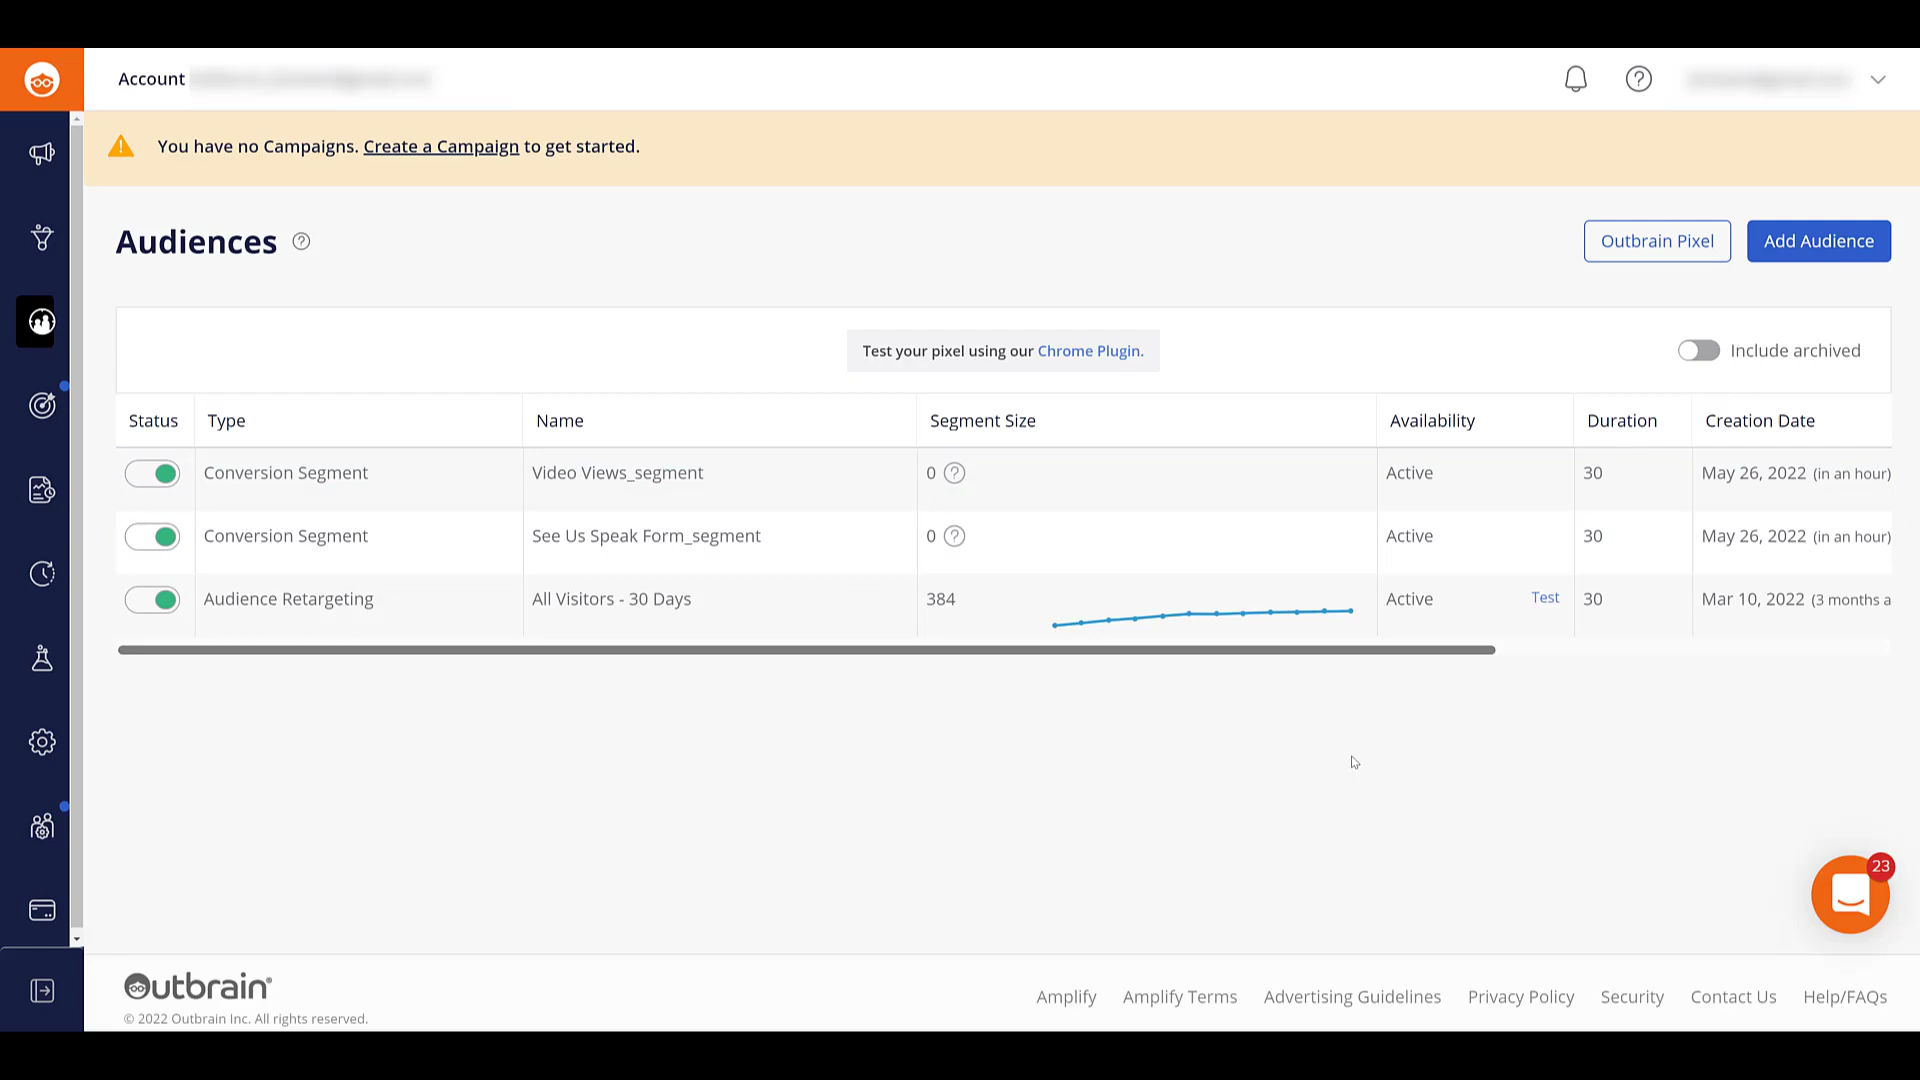 Account
You have no Campaigns. Create a Campaign to get started.
Audiences
Outbrain Pixel
Add Audience
Test your pixel using our Chrome Plugin.
Include archived
Status Type Name Segment Size Availability Duration Creation Date
Conversion Segment Video Views_segment 0 Active 30 May 26, 2022 (in an hour)
Conversion Segment See Us Speak Form_segment 0 Active 30 May 26, 2022 (in an hour)
Audience Retargeting All Visitors - 30 Days 384 Active Test 30 Mar 10, 2022 (3 months a
23
Outbrain®
© 2022 Outbrain Inc. All rights reserved.
Amplify Amplify Terms Advertising Guidelines Privacy Policy Security Contact Us Help/FAQs